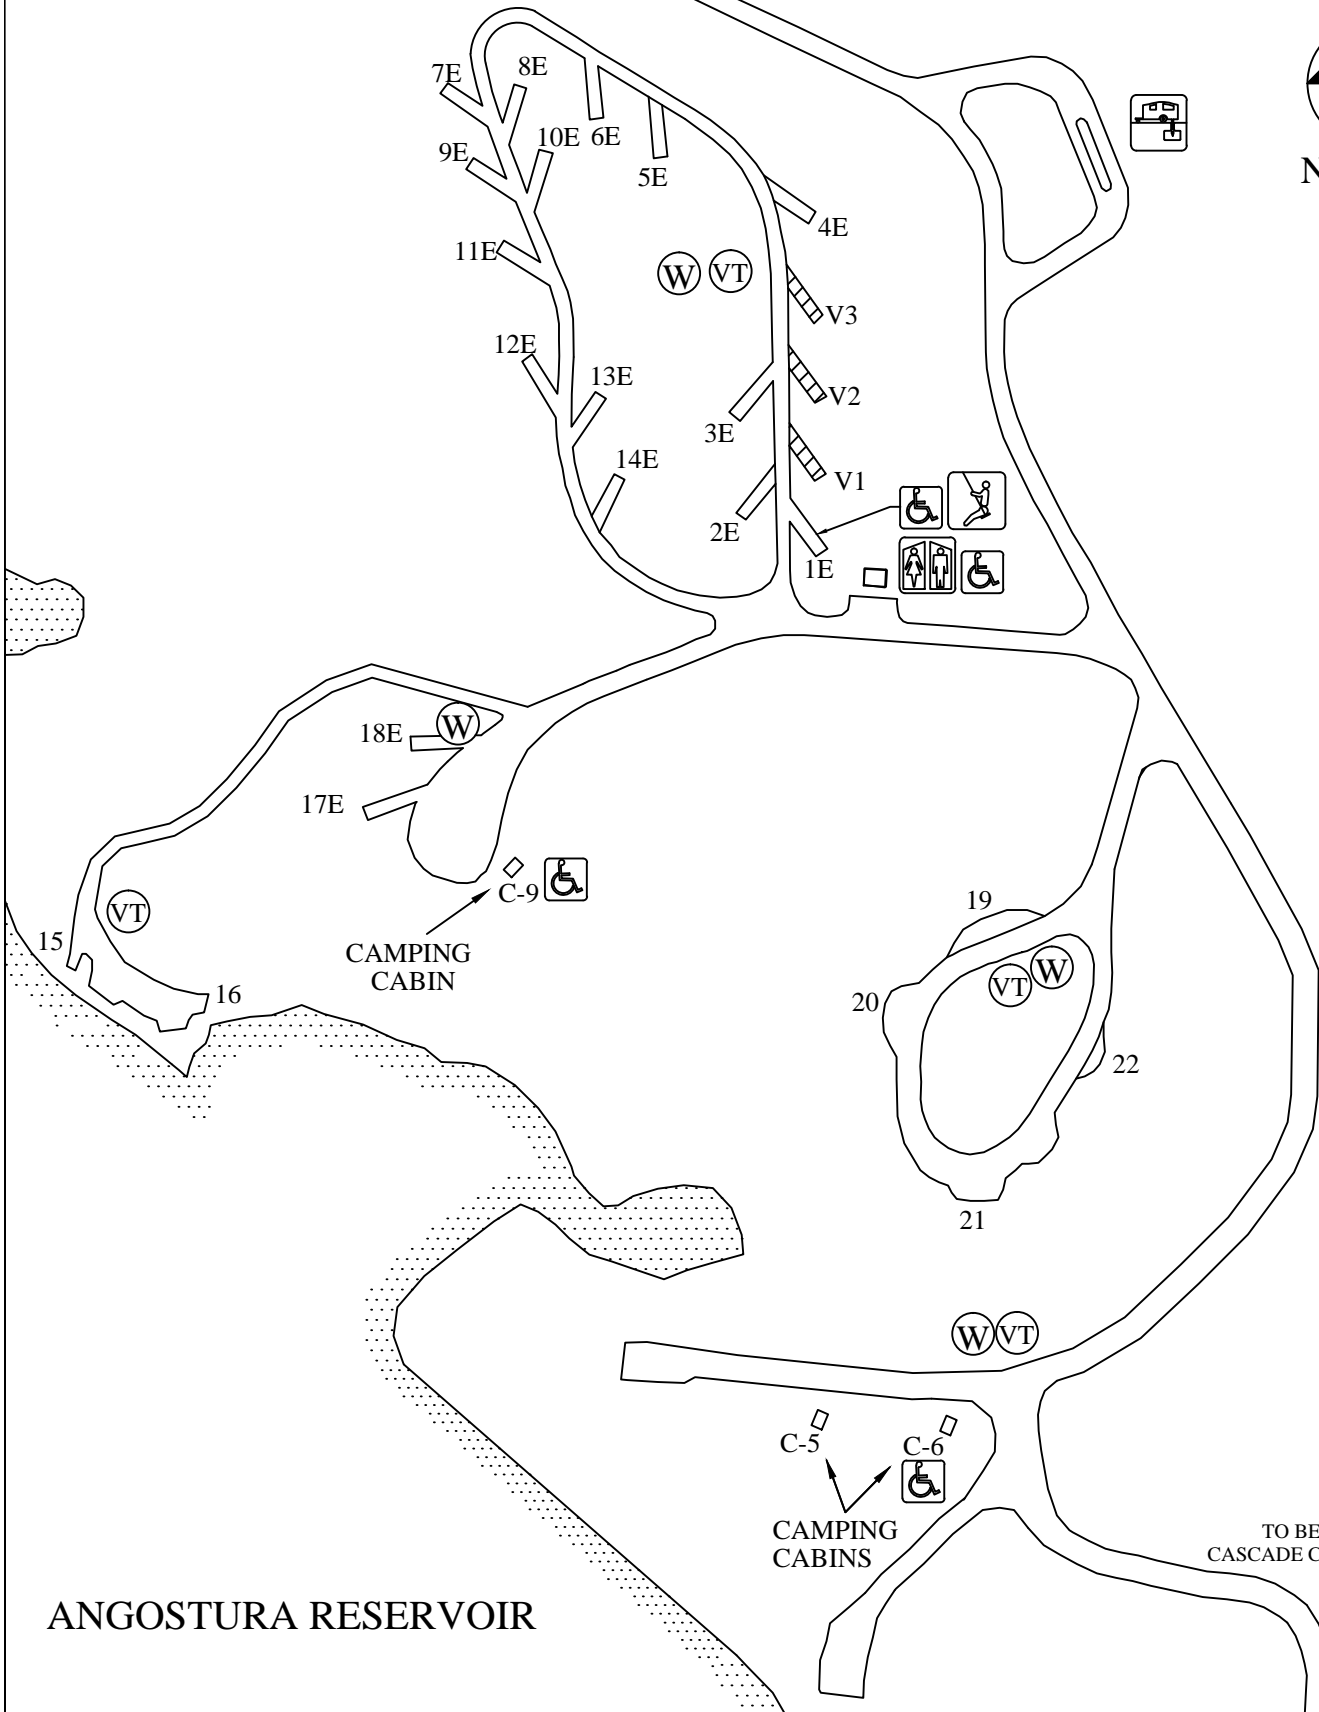 7E
8E
10E
6E
9E
5E
N
4E
11E
W
VT
V3
12E
13E
V2
3E
14E
V1
2E
1E
W
18E
17E
C-9
VT
CAMPING
CABIN
15
16
19
W
VT
20
22
21
W
VT
C-5
C-6
CAMPING
CABINS
TO BE
CASCADE C
ANGOSTURA RESERVOIR